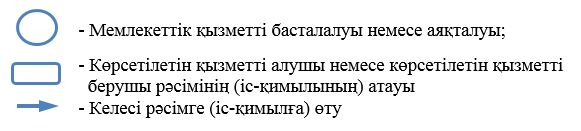 - Мемлекеттік қызметті басталалуы немесе аяқталуы;
- Көрсетілетін қызметті алушы немесе көрсетілетін қызметті
берушы рәсімінің (іс-қимылының) атауы
- Келесі рәсімге (іс-қимылға) өту